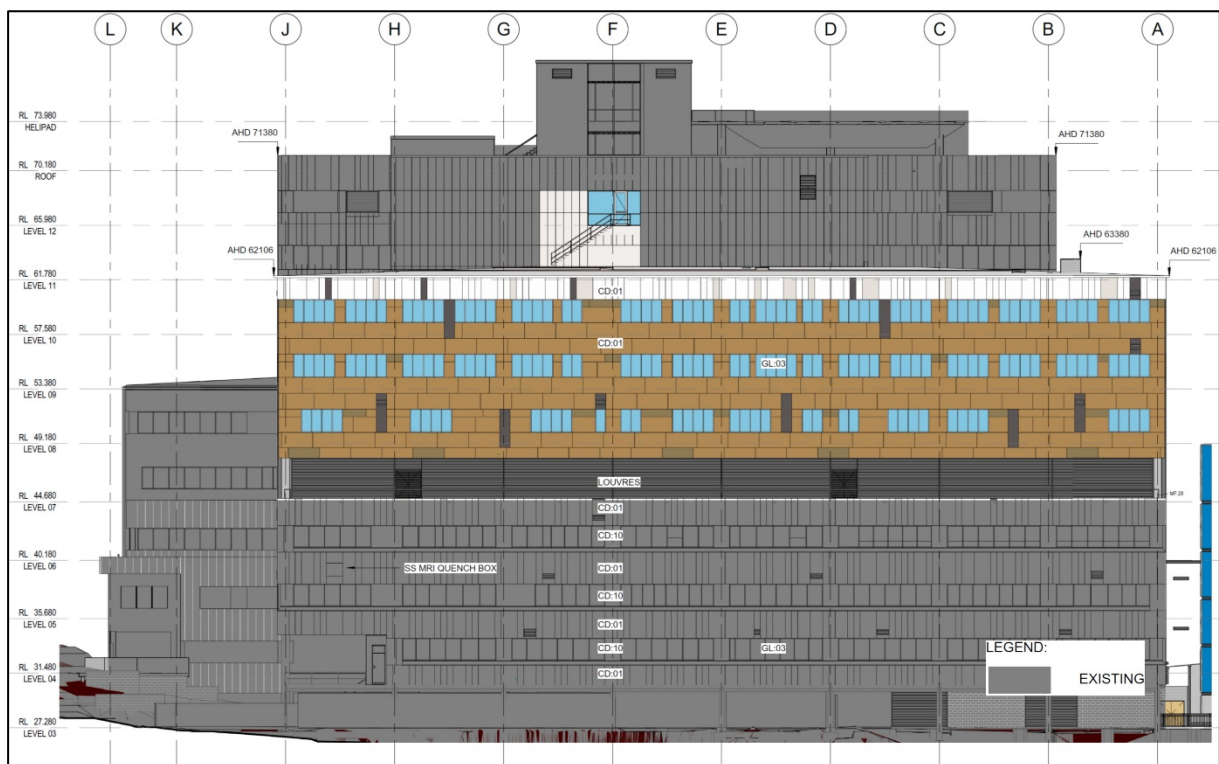 L K J H G F E D C B A
RL 73.980
HELIPAD
AHD 71380
AHD 71380
RL 70.180
ROOF
RL 65.980
LEVEL 12
AHD 62106
AHD 63380
AHD 62106
RL 61.780
LEVEL 11
CD:01
RL 57.580
LEVEL 10
CD:01
GL:03
RL 53.380
LEVEL 09
RL 49.180
LEVEL 08
LOUVRES
RL 44.680
LEVEL 07
MF.28
CD:01
CD:10
RL 40.180
LEVEL 06
SS MRI QUENCH BOX
CD:01
CD:10
RL 35.680
LEVEL 05
CD:01
CD:10
GL:03
LEGEND:
EXISTING
RL 31.480
LEVEL 04
CD:01
RL 27.280
LEVEL 03